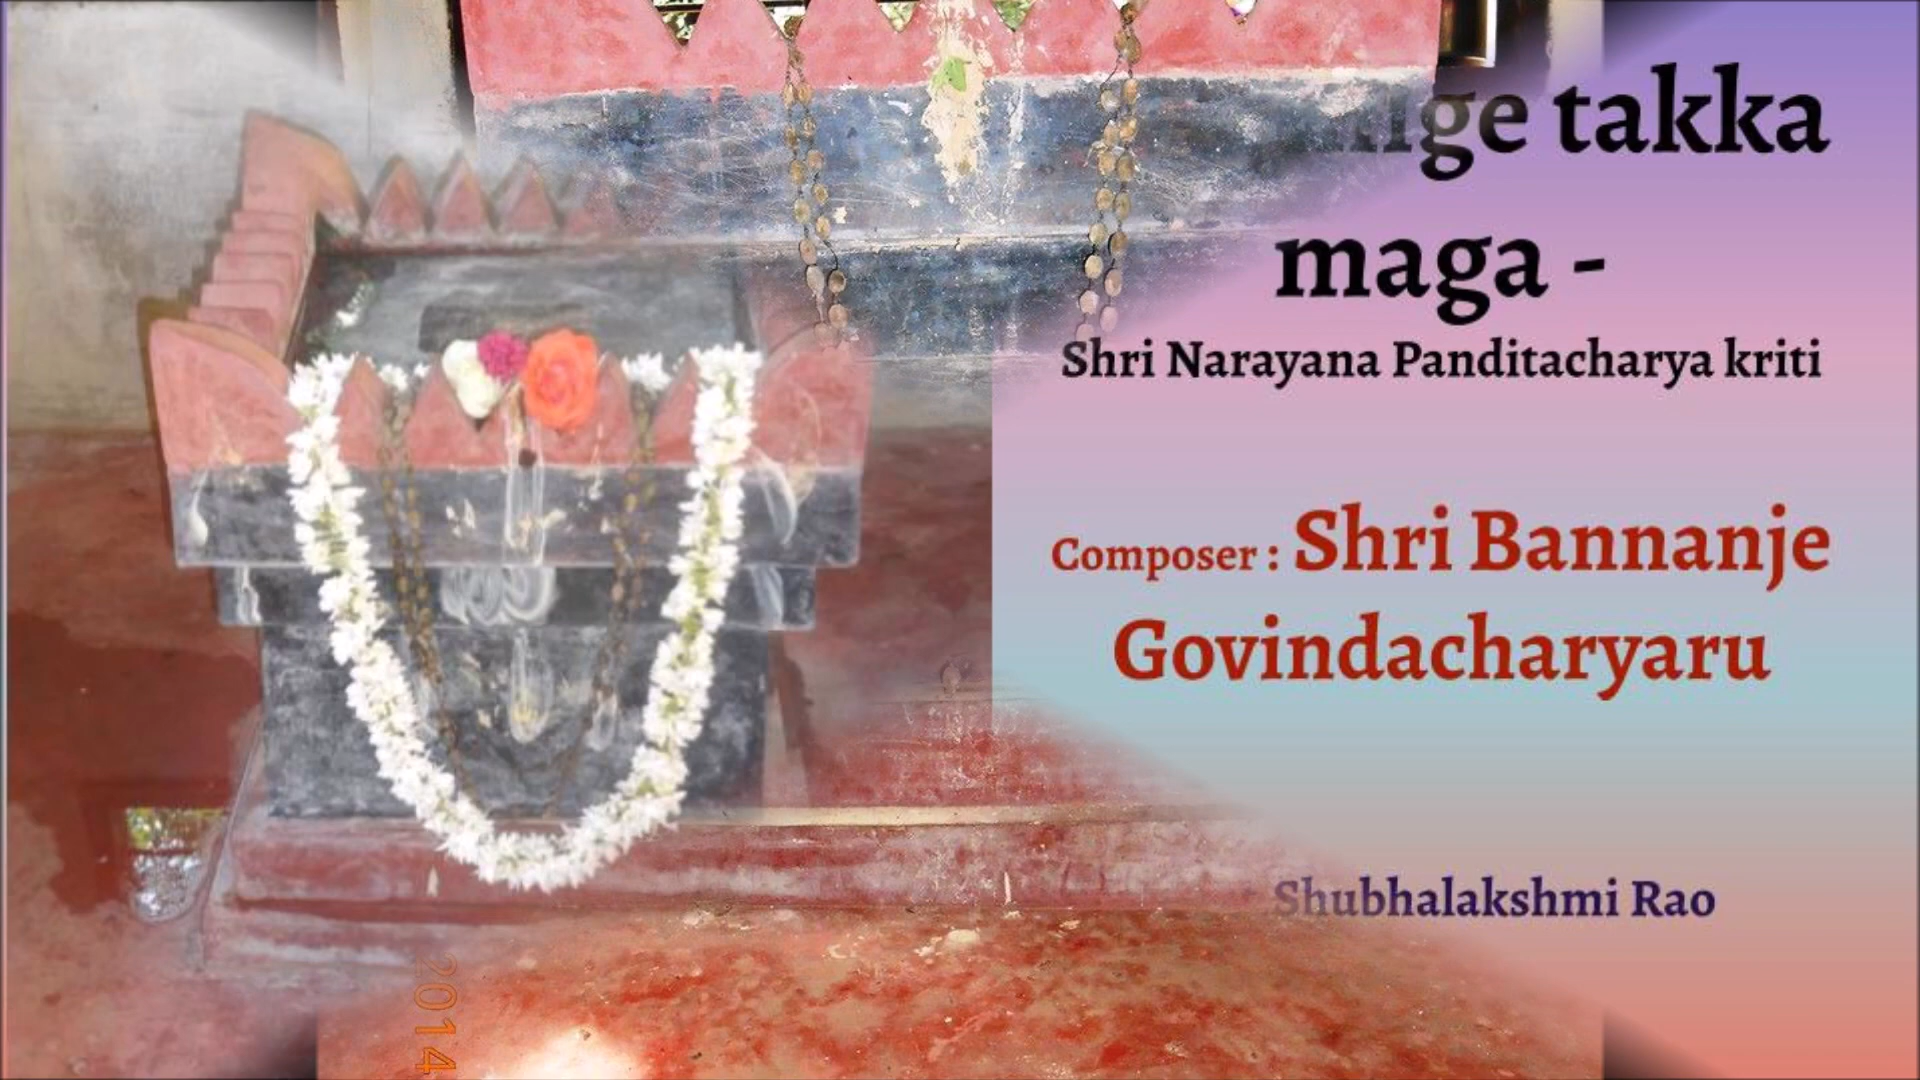 takka
maga -
Shri Narayana Panditacharya kriti
Composer : Shri Bannanje
Govindacharyaru
Shubhalakshmi Rao
2014